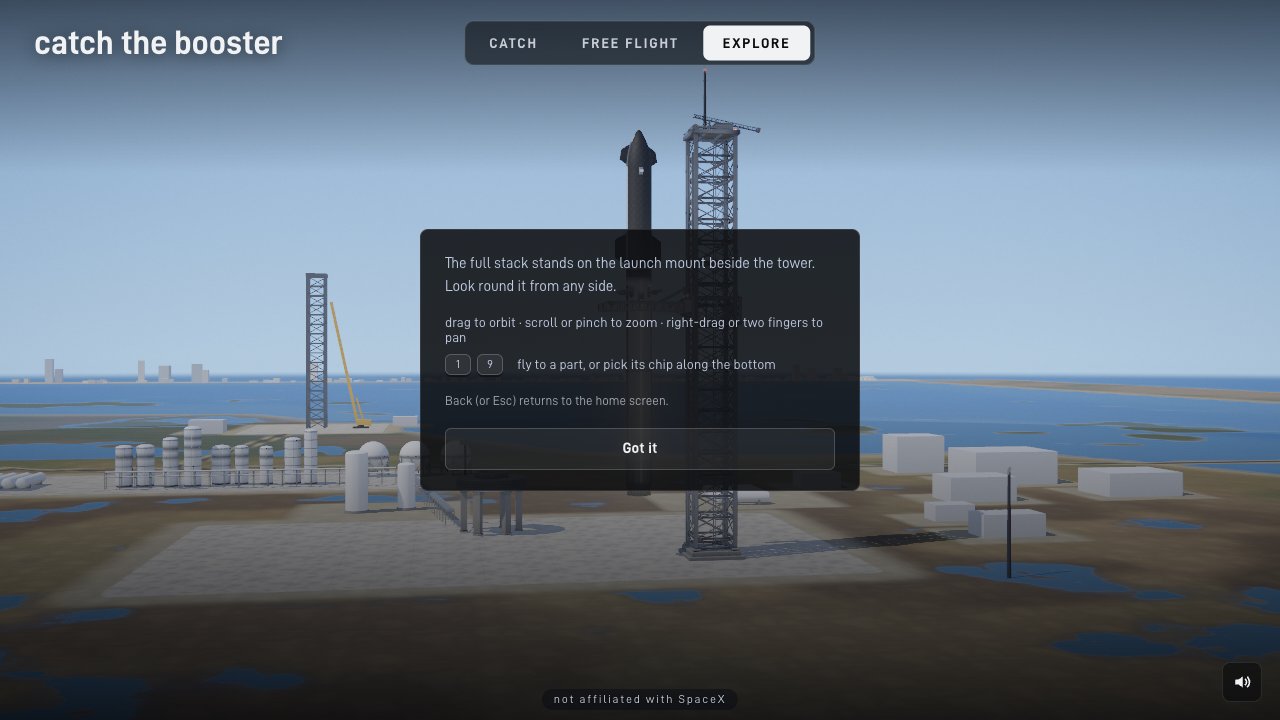 catch the booster
CATCH
FREE FLIGHT
EXPLORE
The full stack stands on the launch mount beside the tower.
Look round it from any side.
drag to orbit · scroll or pinch to zoom · right-drag or two fingers to
pan
1 9 fly to a part, or pick its chip along the bottom
Back (or Esc) returns to the home screen.
Got it
not affiliated with SpaceX